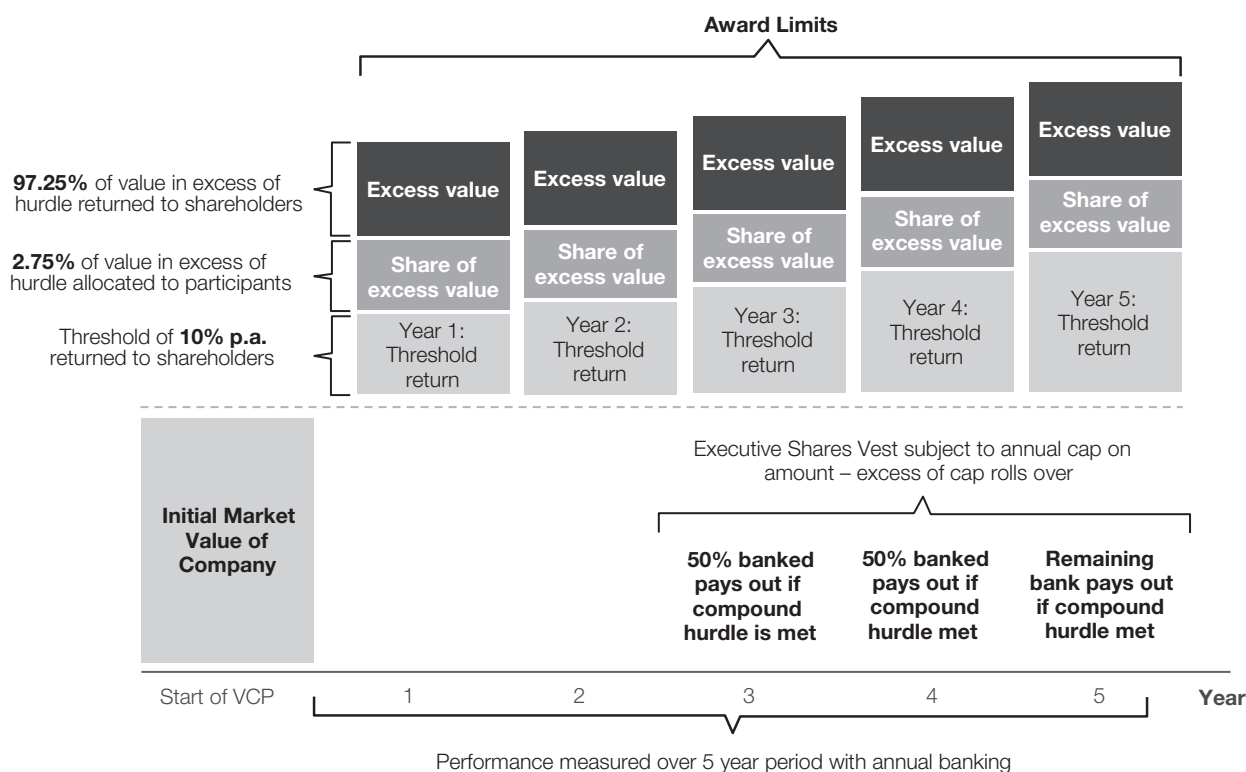 Award Limits
97.25% of value in excess of
hurdle returned to shareholders
2.75% of value in excess of
hurdle allocated to participants
Threshold of 10% p.a.
returned to shareholders
Excess value
Share of
excess value
Year 1:
Threshold
return
Excess value
Share of
excess value
Year 2:
Threshold
return
Excess value
Share of
excess value
Year 3:
Threshold
return
Excess value
Share of
excess value
Year 4:
Threshold
return
Excess value
Share of
excess value
Year 5:
Threshold
return
Initial Market
Value of
Company
Executive Shares Vest subject to annual cap on
amount – excess of cap rolls over
50% banked
pays out if
compound
hurdle is met
50% banked
pays out if
compound
hurdle met
Remaining
bank pays out
if compound
hurdle met
Start of VCP 1 2 3 4 5 Year
Performance measured over 5 year period with annual banking